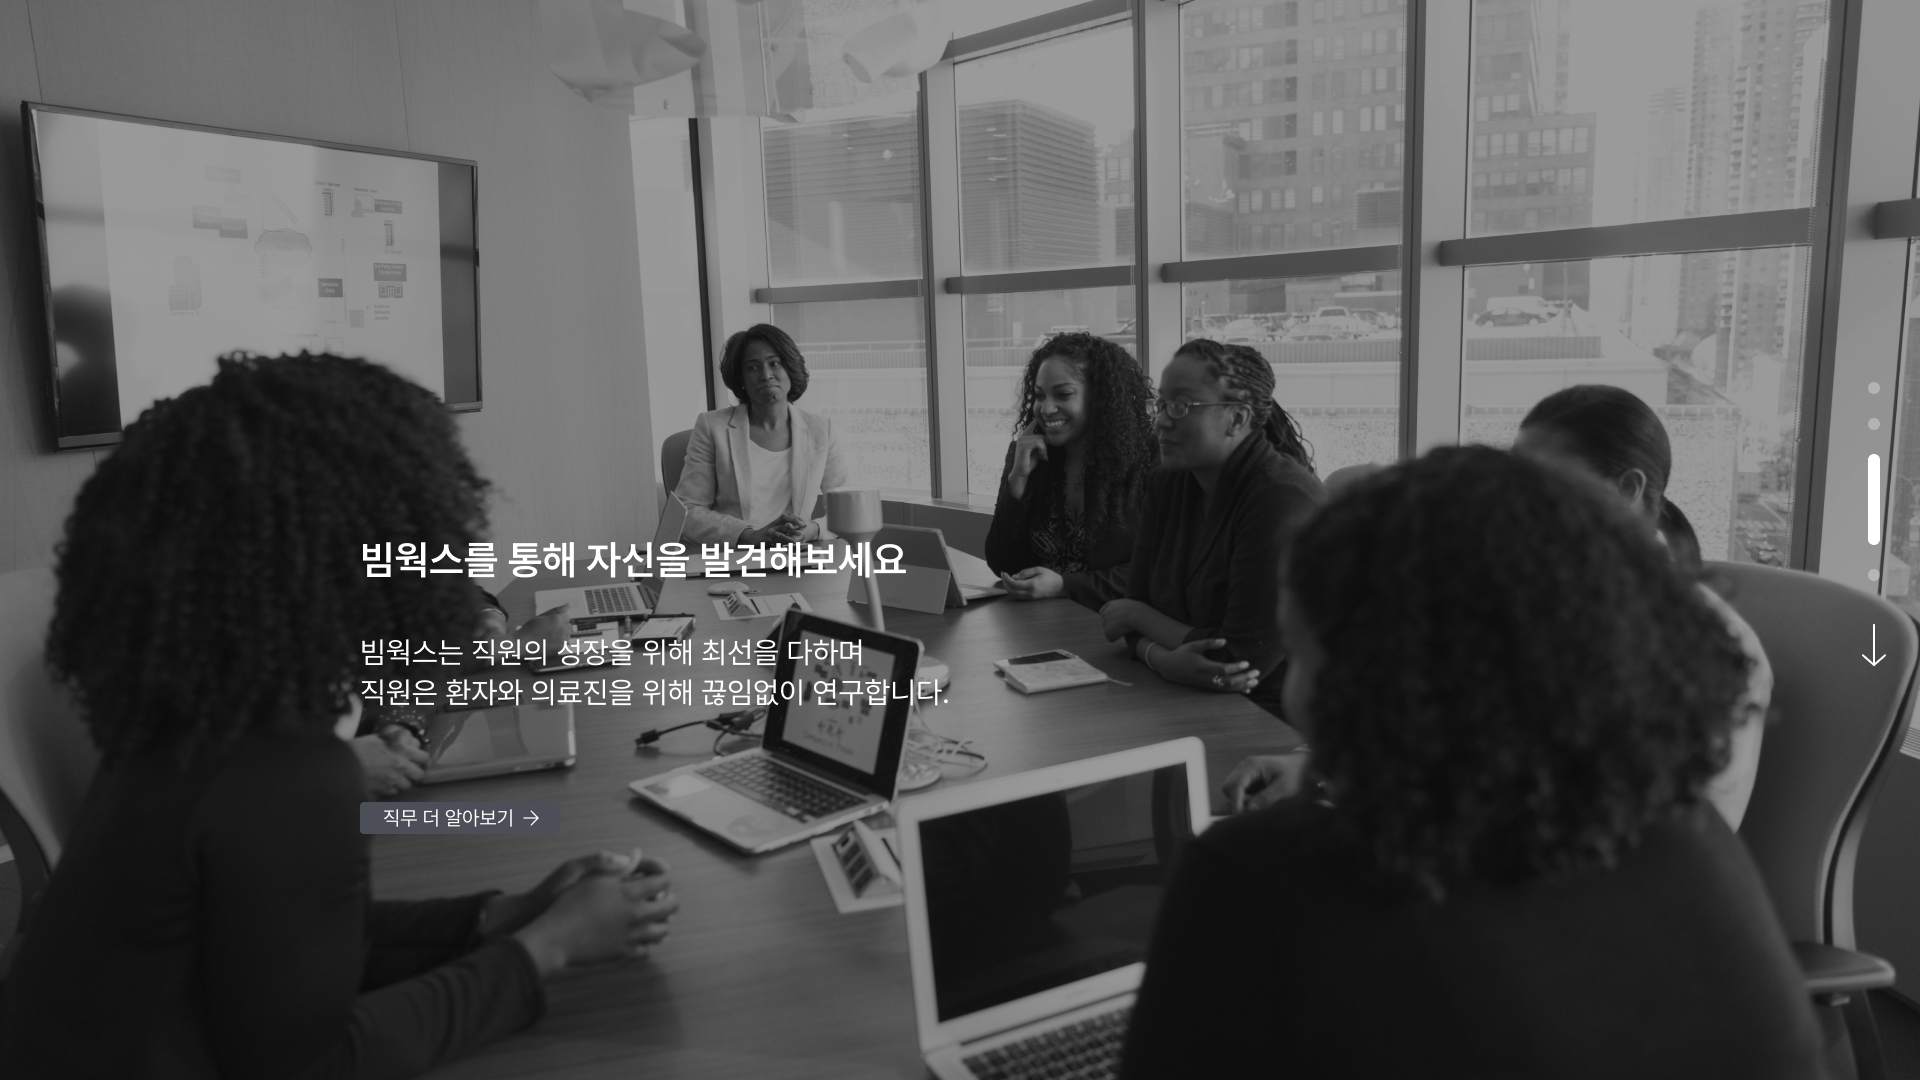 빔웍스를 통해 자신을 발견해보세요
빔웍스는 직원의 성장을 위해 최선을 다하며
직원은 환자와 의료진을 위해 끊임없이 연구합니다.
직무 더 알아보기 →